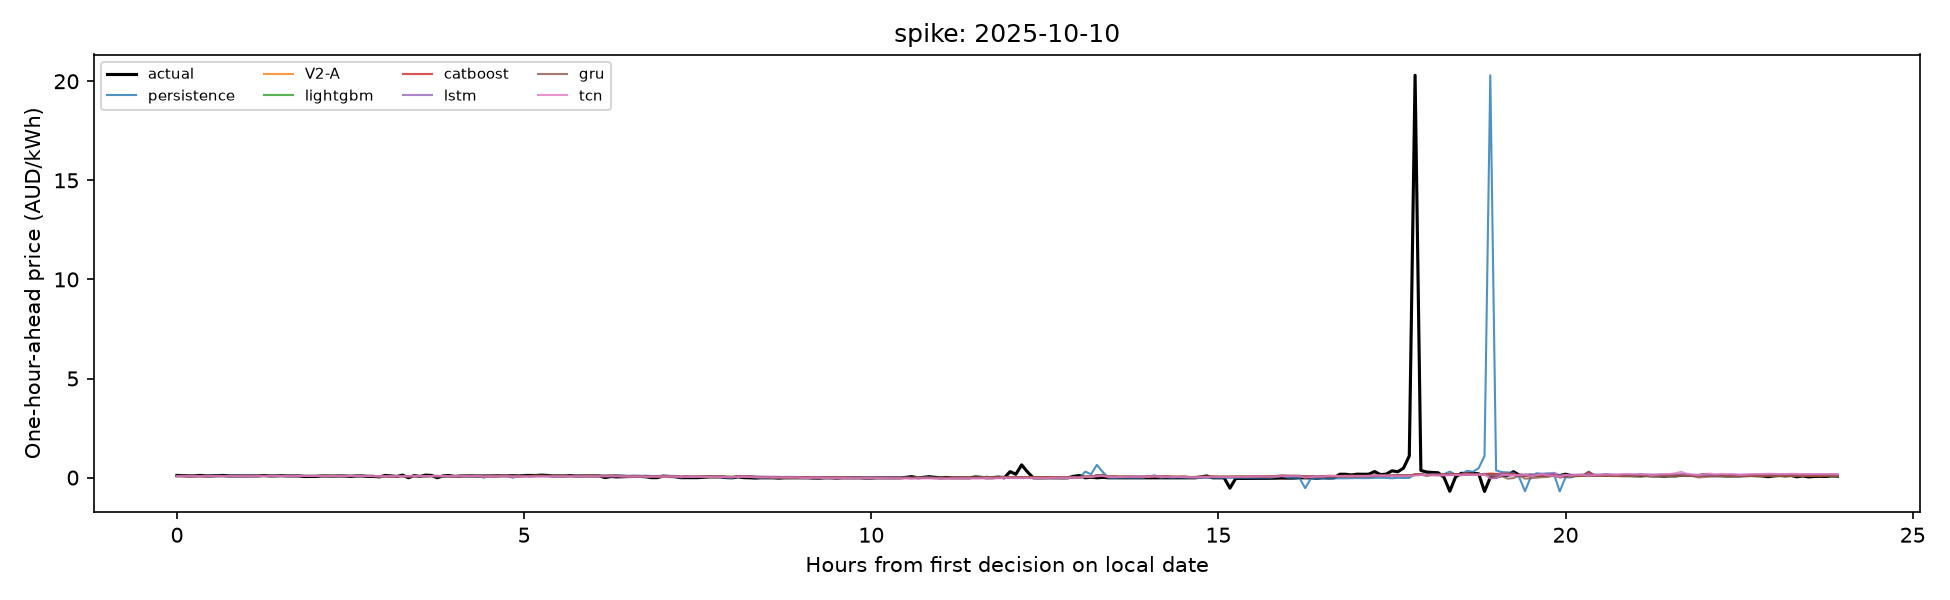 spike: 2025-10-10
actual
persistence
V2-A
lightgbm
catboost
lstm
gru
tcn
One-hour-ahead price (AUD/kWh)
20
15
10
5
0
0 5 10 15 20 25
Hours from first decision on local date